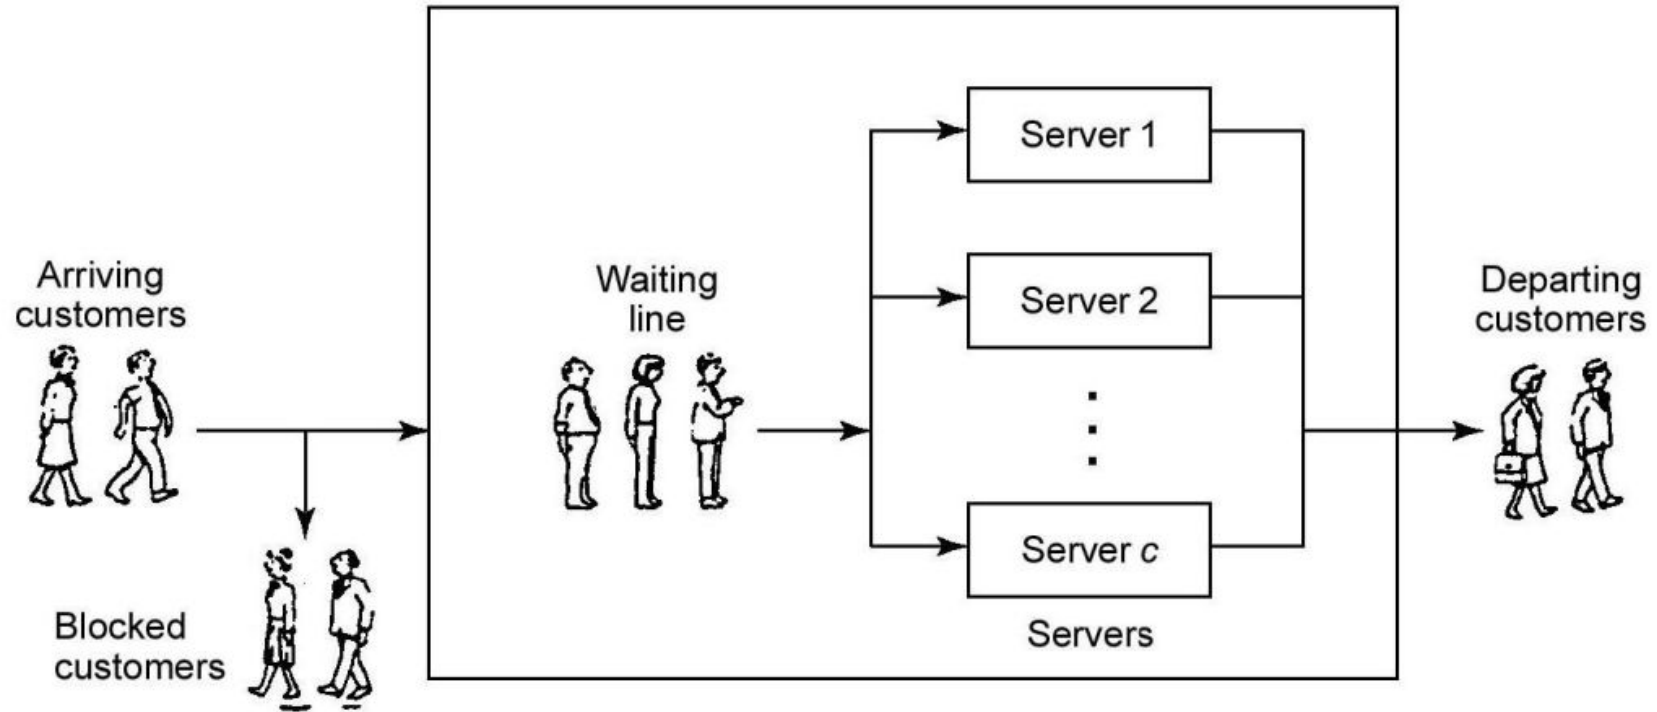 Arriving
customers
Blocked
customers
Waiting
line
Server 1
Server 2
Server c
Servers
Departing
customers